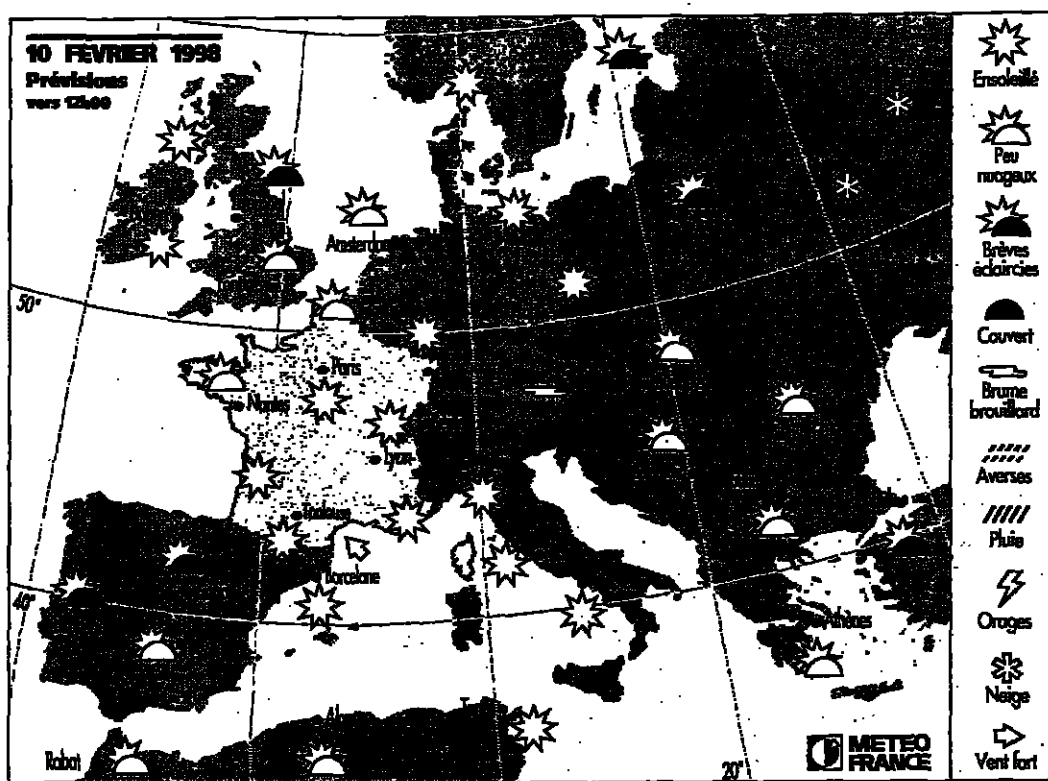 10 FÉVRIER 1998
Prévisions
vers 12h00
Amsterdam
50°
Paris
Nantes
Lyon
Toulouse
Barcelone
40°
Athènes
Rabat
20°
METEO
FRANCE
Ensoleillé
Peu
nuageux
Brèves
éclaircies
Couvert
Brume
brouillard
Averses
Pluie
Orages
Neige
Vent fort